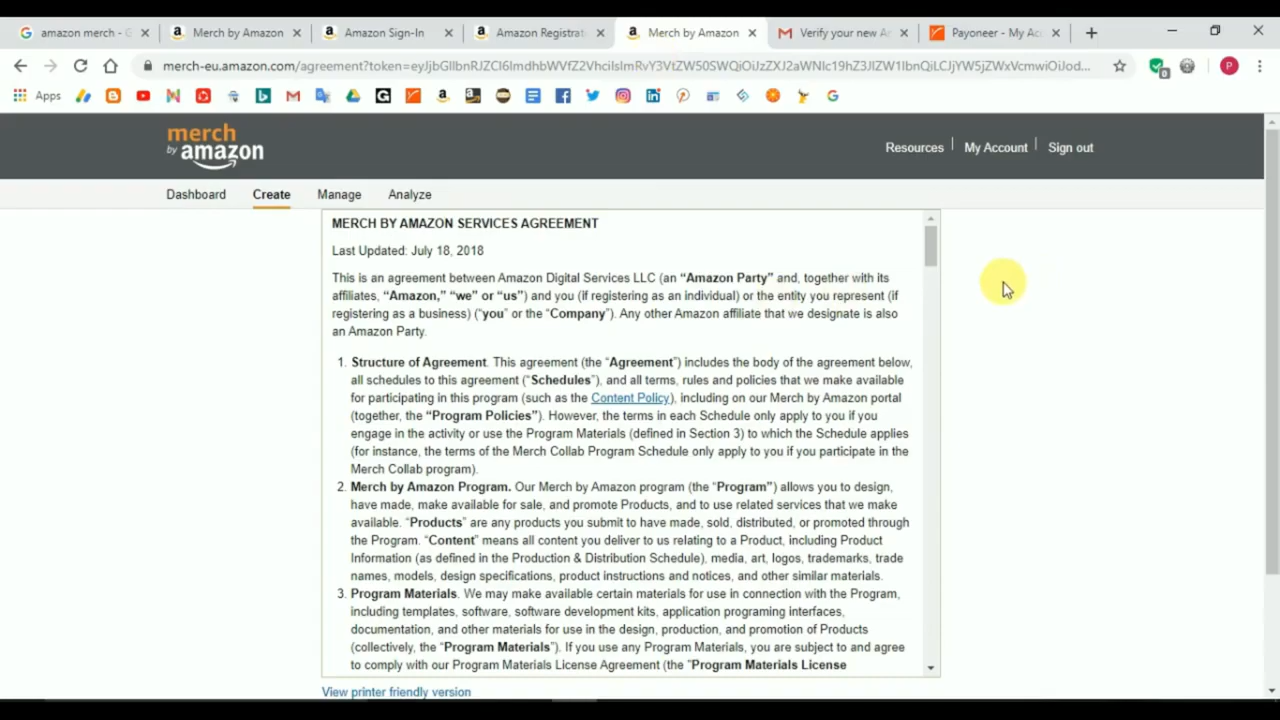 amazon merch - G
Merch by Amazon
Amazon Sign-In
Amazon Registrat
Merch by Amazon
Verify your new A
Payoneer - My Acc
Apps
merch by amazon
Resources
My Account
Sign out
Dashboard
Create
Manage
Analyze
MERCH BY AMAZON SERVICES AGREEMENT
Last Updated: July 18, 2018
This is an agreement between Amazon Digital Services LLC (an “Amazon Party” and, together with its
affiliates, “Amazon,” “we” or “us”) and you (if registering as an individual) or the entity you represent (if
registering as a business) (“you” or the “Company”). Any other Amazon affiliate that we designate is also
an Amazon Party.
1. Structure of Agreement. This agreement (the “Agreement”) includes the body of the agreement below,
all schedules to this agreement (“Schedules”), and all terms, rules and policies that we make available
for participating in this program (such as the Content Policy), including on our Merch by Amazon portal
(together, the “Program Policies”). However, the terms in each Schedule only apply to you if you
engage in the activity or use the Program Materials (defined in Section 3) to which the Schedule applies
(for instance, the terms of the Merch Collab Program Schedule only apply to you if you participate in the
Merch Collab program).
2. Merch by Amazon Program. Our Merch by Amazon program (the “Program”) allows you to design,
have made, make available for sale, and promote Products, and to use related services that we make
available. “Products” are any products you submit to have made, sold, distributed, or promoted through
the Program. “Content” means all content you deliver to us relating to a Product, including Product
Information (as defined in the Production & Distribution Schedule), media, art, logos, trademarks, trade
names, models, design specifications, product instructions and notices, and other similar materials.
3. Program Materials. We may make available certain materials for use in connection with the Program,
including templates, software, software development kits, application programing interfaces,
documentation, and other materials for use in the design, production, and promotion of Products
(collectively, the “Program Materials”). If you use any Program Materials, you are subject to and agree
to comply with our Program Materials License Agreement (the “Program Materials License
View printer friendly version